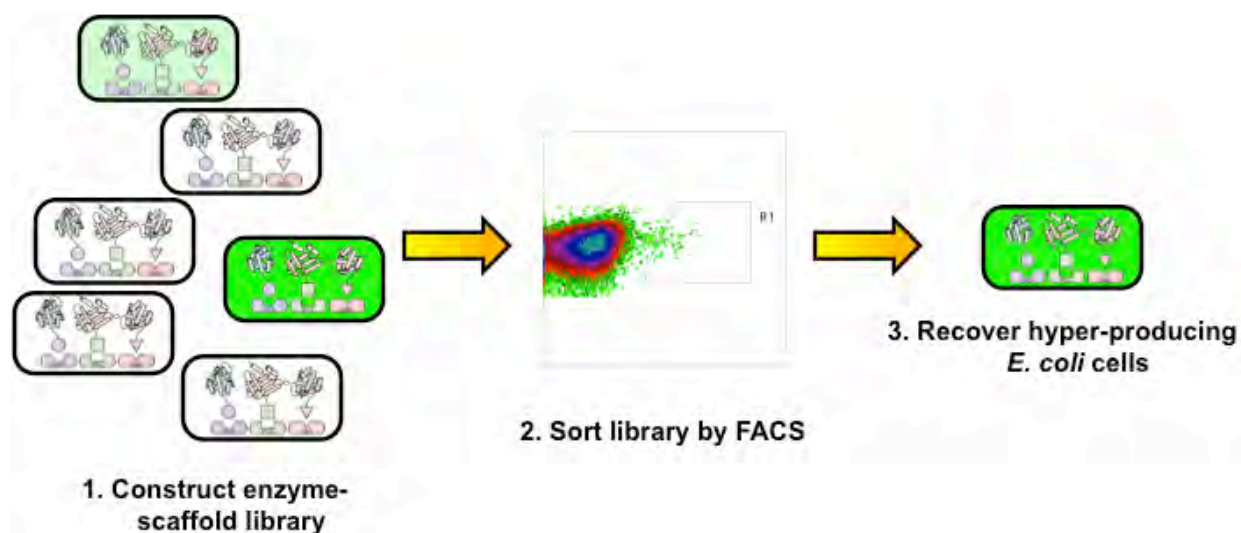 R1
1. Construct enzyme-
scaffold library
2. Sort library by FACS
3. Recover hyper-producing
E. coli cells